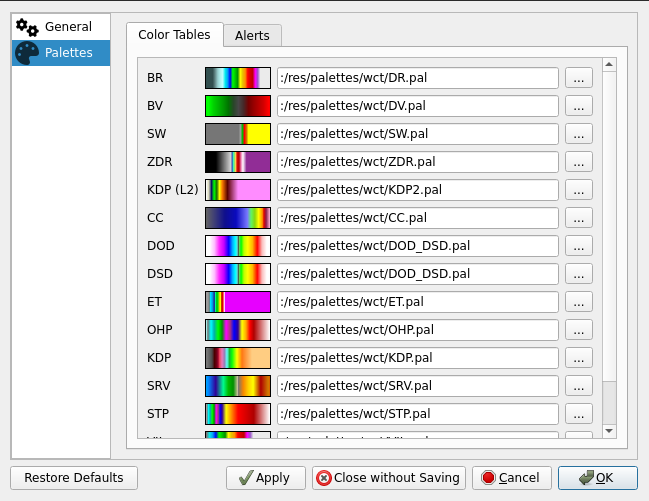 General
Palettes
Color Tables
Alerts
BR :/res/palettes/wct/DR.pal ...
BV :/res/palettes/wct/DV.pal ...
SW :/res/palettes/wct/SW.pal ...
ZDR :/res/palettes/wct/ZDR.pal ...
KDP (L2) :/res/palettes/wct/KDP2.pal ...
CC :/res/palettes/wct/CC.pal ...
DOD :/res/palettes/wct/DOD_DSD.pal ...
DSD :/res/palettes/wct/DOD_DSD.pal ...
ET :/res/palettes/wct/ET.pal ...
OHP :/res/palettes/wct/OHP.pal ...
KDP :/res/palettes/wct/KDP.pal ...
SRV :/res/palettes/wct/SRV.pal ...
STP :/res/palettes/wct/STP.pal ...
Restore Defaults
Apply
Close without Saving
Cancel
OK